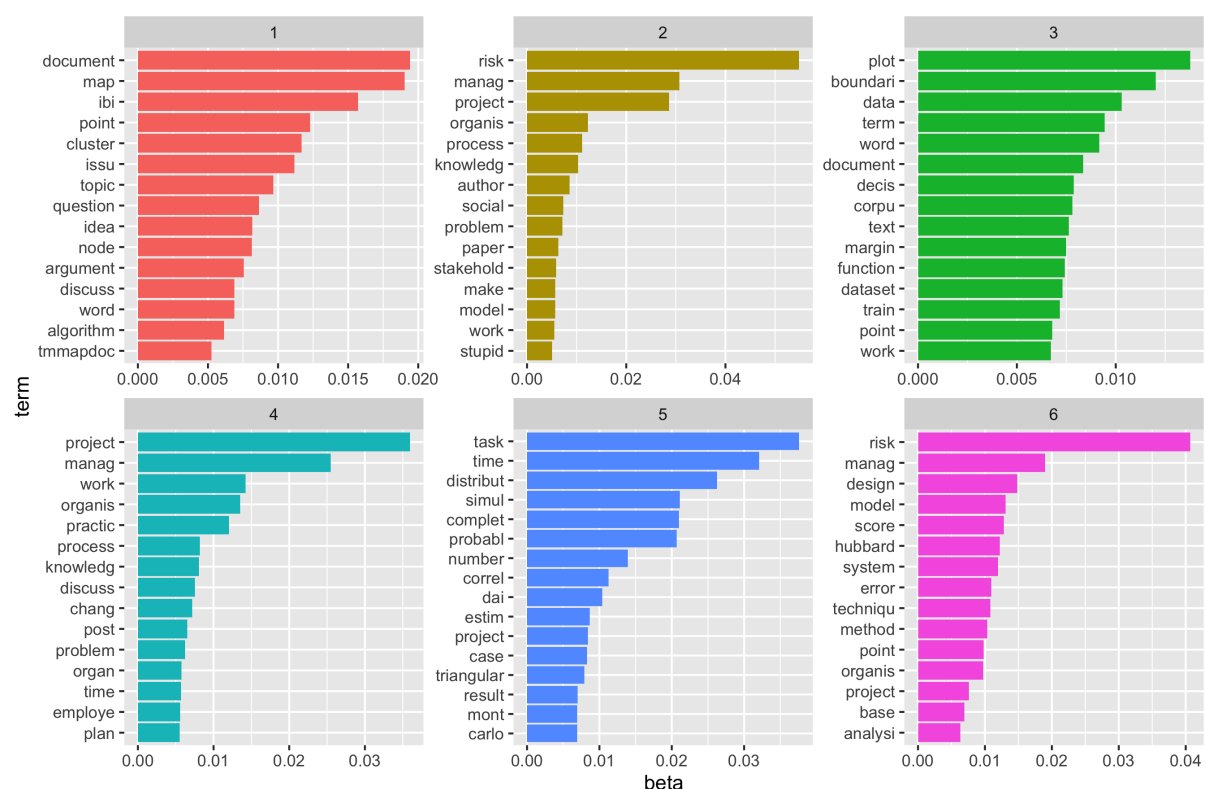 1
document
map
ibi
point
cluster
issu
topic
question
idea
node
argument
discuss
word
algorithm
tmmapdoc
0.000 0.005 0.010 0.015 0.020
2
risk
manag
project
organis
process
knowledg
author
social
problem
paper
stakehold
make
model
work
stupid
0.00 0.02 0.04
3
plot
boundari
data
term
word
document
decis
corpu
text
margin
function
dataset
train
point
work
0.000 0.005 0.010
term
4
project
manag
work
organis
practic
process
knowledg
discuss
chang
post
problem
organ
time
employe
plan
0.00 0.01 0.02 0.03
5
task
time
distribut
simul
complet
probabl
number
correl
dai
estim
project
case
triangular
result
mont
carlo
0.00 0.01 0.02 0.03
6
risk
manag
design
model
score
hubbard
system
error
techniqu
method
point
organis
project
base
analysi
0.00 0.01 0.02 0.03 0.04
beta